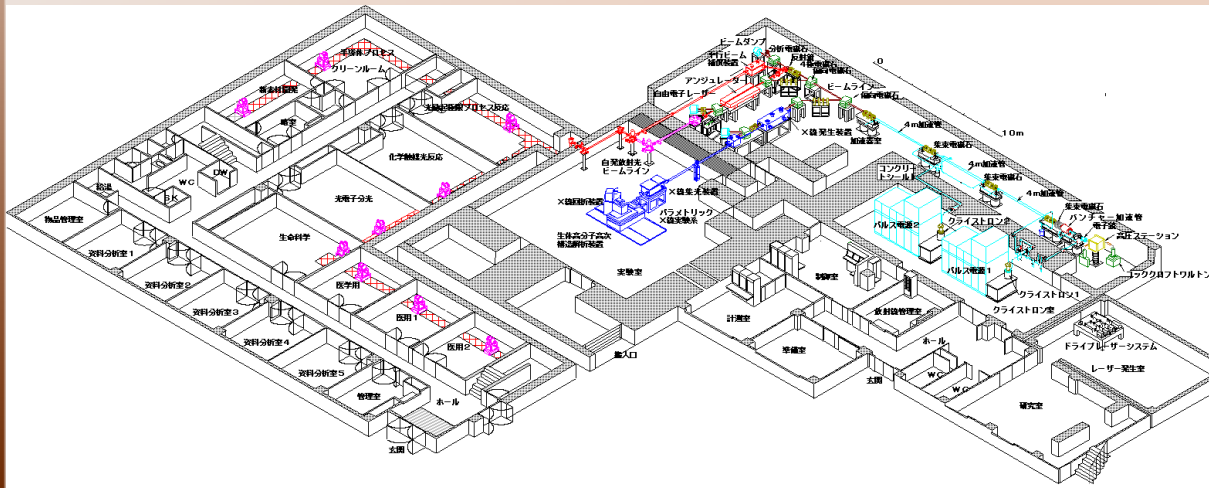 半導体プロセス
クリーンルーム
新素材開発
暗室
光励起極限プロセス反応
化学触媒光反応
光電子分光
生命科学
医学用
医用1
医用2
給湯
WC
SK
DW
物品管理室
資料分析室1
資料分析室2
資料分析室3
資料分析室4
資料分析室5
管理室
ホール
玄関
ビームダンプ
分析電磁石
平行ビーム
補償装置
反射鏡
4極電磁石
偏向電磁石
アンジュレーター
自由電子レーザー
ビームライン
偏向電磁石
0
10m
X線発生装置
加速器室
4m加速管
集束電磁石
4m加速管
集束電磁石
4m加速管
集束電磁石
バンチャー加速管
電子銃
高圧ステーション
コッククロフトワルトン
コンクリ
トシール
クライストロン2
パルス電源2
パルス電源1
クライストロン1
クライストロン室
自発放射光
ビームライン
X線集光装置
X線回折装置
パラメトリック
X線実験系
生体高分子高次
構造解析装置
実験室
搬入口
制御室
計測室
放射線管理室
準備室
ホール
玄関
WC
WC
ドライブレーザーシステム
レーザー発生室
研究室